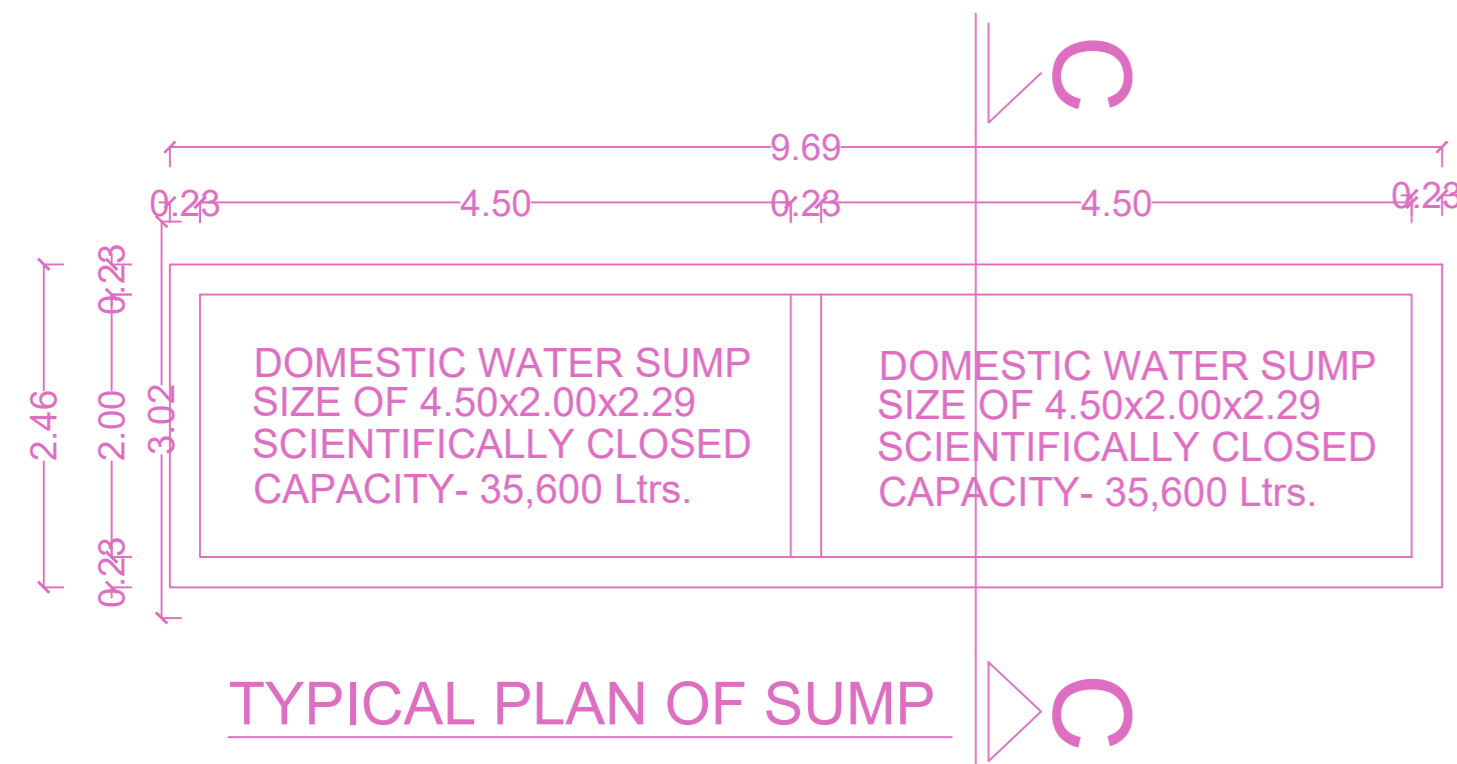 C
9.69
0.23
4.50
0.23
4.50
0.23
0.23
2.46
2.00
3.02
0.23
DOMESTIC WATER SUMP
SIZE OF 4.50x2.00x2.29
SCIENTIFICALLY CLOSED
CAPACITY- 35,600 Ltrs.
DOMESTIC WATER SUMP
SIZE OF 4.50x2.00x2.29
SCIENTIFICALLY CLOSED
CAPACITY- 35,600 Ltrs.
TYPICAL PLAN OF SUMP
C